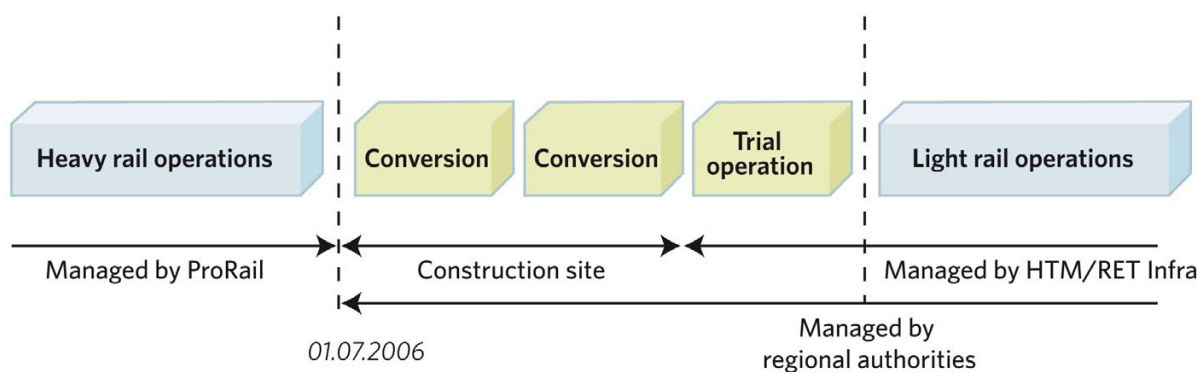 Heavy rail operations
Conversion
Conversion
Trial
operation
Light rail operations
Managed by ProRail
Construction site
Managed by HTM/RET Infra
01.07.2006
Managed by
regional authorities